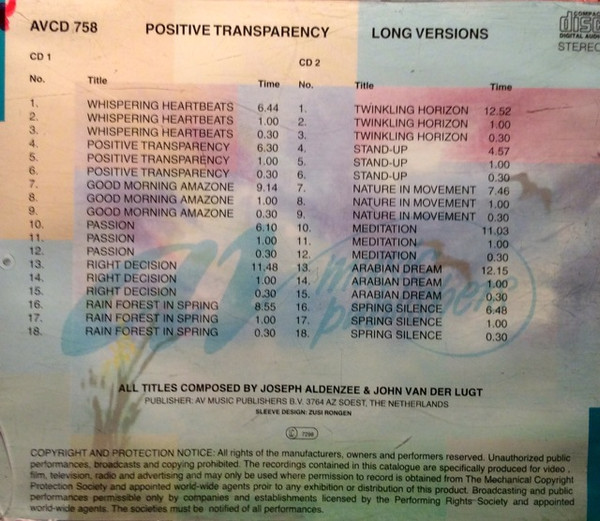 AVCD 758 POSITIVE TRANSPARENCY LONG VERSIONS
COMPACT
disc
DIGITAL AUDIO
STEREO
CD 1
No. Title Time
1. WHISPERING HEARTBEATS 6.44
2. WHISPERING HEARTBEATS 1.00
3. WHISPERING HEARTBEATS 0.30
4. POSITIVE TRANSPARENCY 6.30
5. POSITIVE TRANSPARENCY 1.00
6. POSITIVE TRANSPARENCY 0.30
7. GOOD MORNING AMAZONE 9.14
8. GOOD MORNING AMAZONE 1.00
9. GOOD MORNING AMAZONE 0.30
10. PASSION 6.10
11. PASSION 1.00
12. PASSION 0.30
13. RIGHT DECISION 11.48
14. RIGHT DECISION 1.00
15. RIGHT DECISION 0.30
16. RAIN FOREST IN SPRING 8.55
17. RAIN FOREST IN SPRING 1.00
18. RAIN FOREST IN SPRING 0.30
CD 2
No. Title Time
1. TWINKLING HORIZON 12.52
2. TWINKLING HORIZON 1.00
3. TWINKLING HORIZON 0.30
4. STAND-UP 4.57
5. STAND-UP 1.00
6. STAND-UP 0.30
7. NATURE IN MOVEMENT 7.46
8. NATURE IN MOVEMENT 1.00
9. NATURE IN MOVEMENT 0.30
10. MEDITATION 11.03
11. MEDITATION 1.00
12. MEDITATION 0.30
13. ARABIAN DREAM 12.15
14. ARABIAN DREAM 1.00
15. ARABIAN DREAM 0.30
16. SPRING SILENCE 6.48
17. SPRING SILENCE 1.00
18. SPRING SILENCE 0.30
ALL TITLES COMPOSED BY JOSEPH ALDENZEE & JOHN VAN DER LUGT
PUBLISHER: AV MUSIC PUBLISHERS B.V. 3764 AZ SOEST, THE NETHERLANDS
SLEEVE DESIGN: ZUSI RONGEN
COPYRIGHT AND PROTECTION NOTICE: All rights of the manufacturers, owners and performers reserved. Unauthorized public
performances, broadcasts and copying prohibited. The recordings contained in this catalogue are specifically produced for video,
film, television, radio and advertising and may only be used where permission to record is obtained from The Mechanical Copyright
Protection Society and appointed world-wide agents prior to any exhibition or distribution of this product. Broadcasting and public
performances permissible only by companies and establishments licensed by the Performing Rights Society and appointed
world-wide agents. The societies must be notified of all performances.